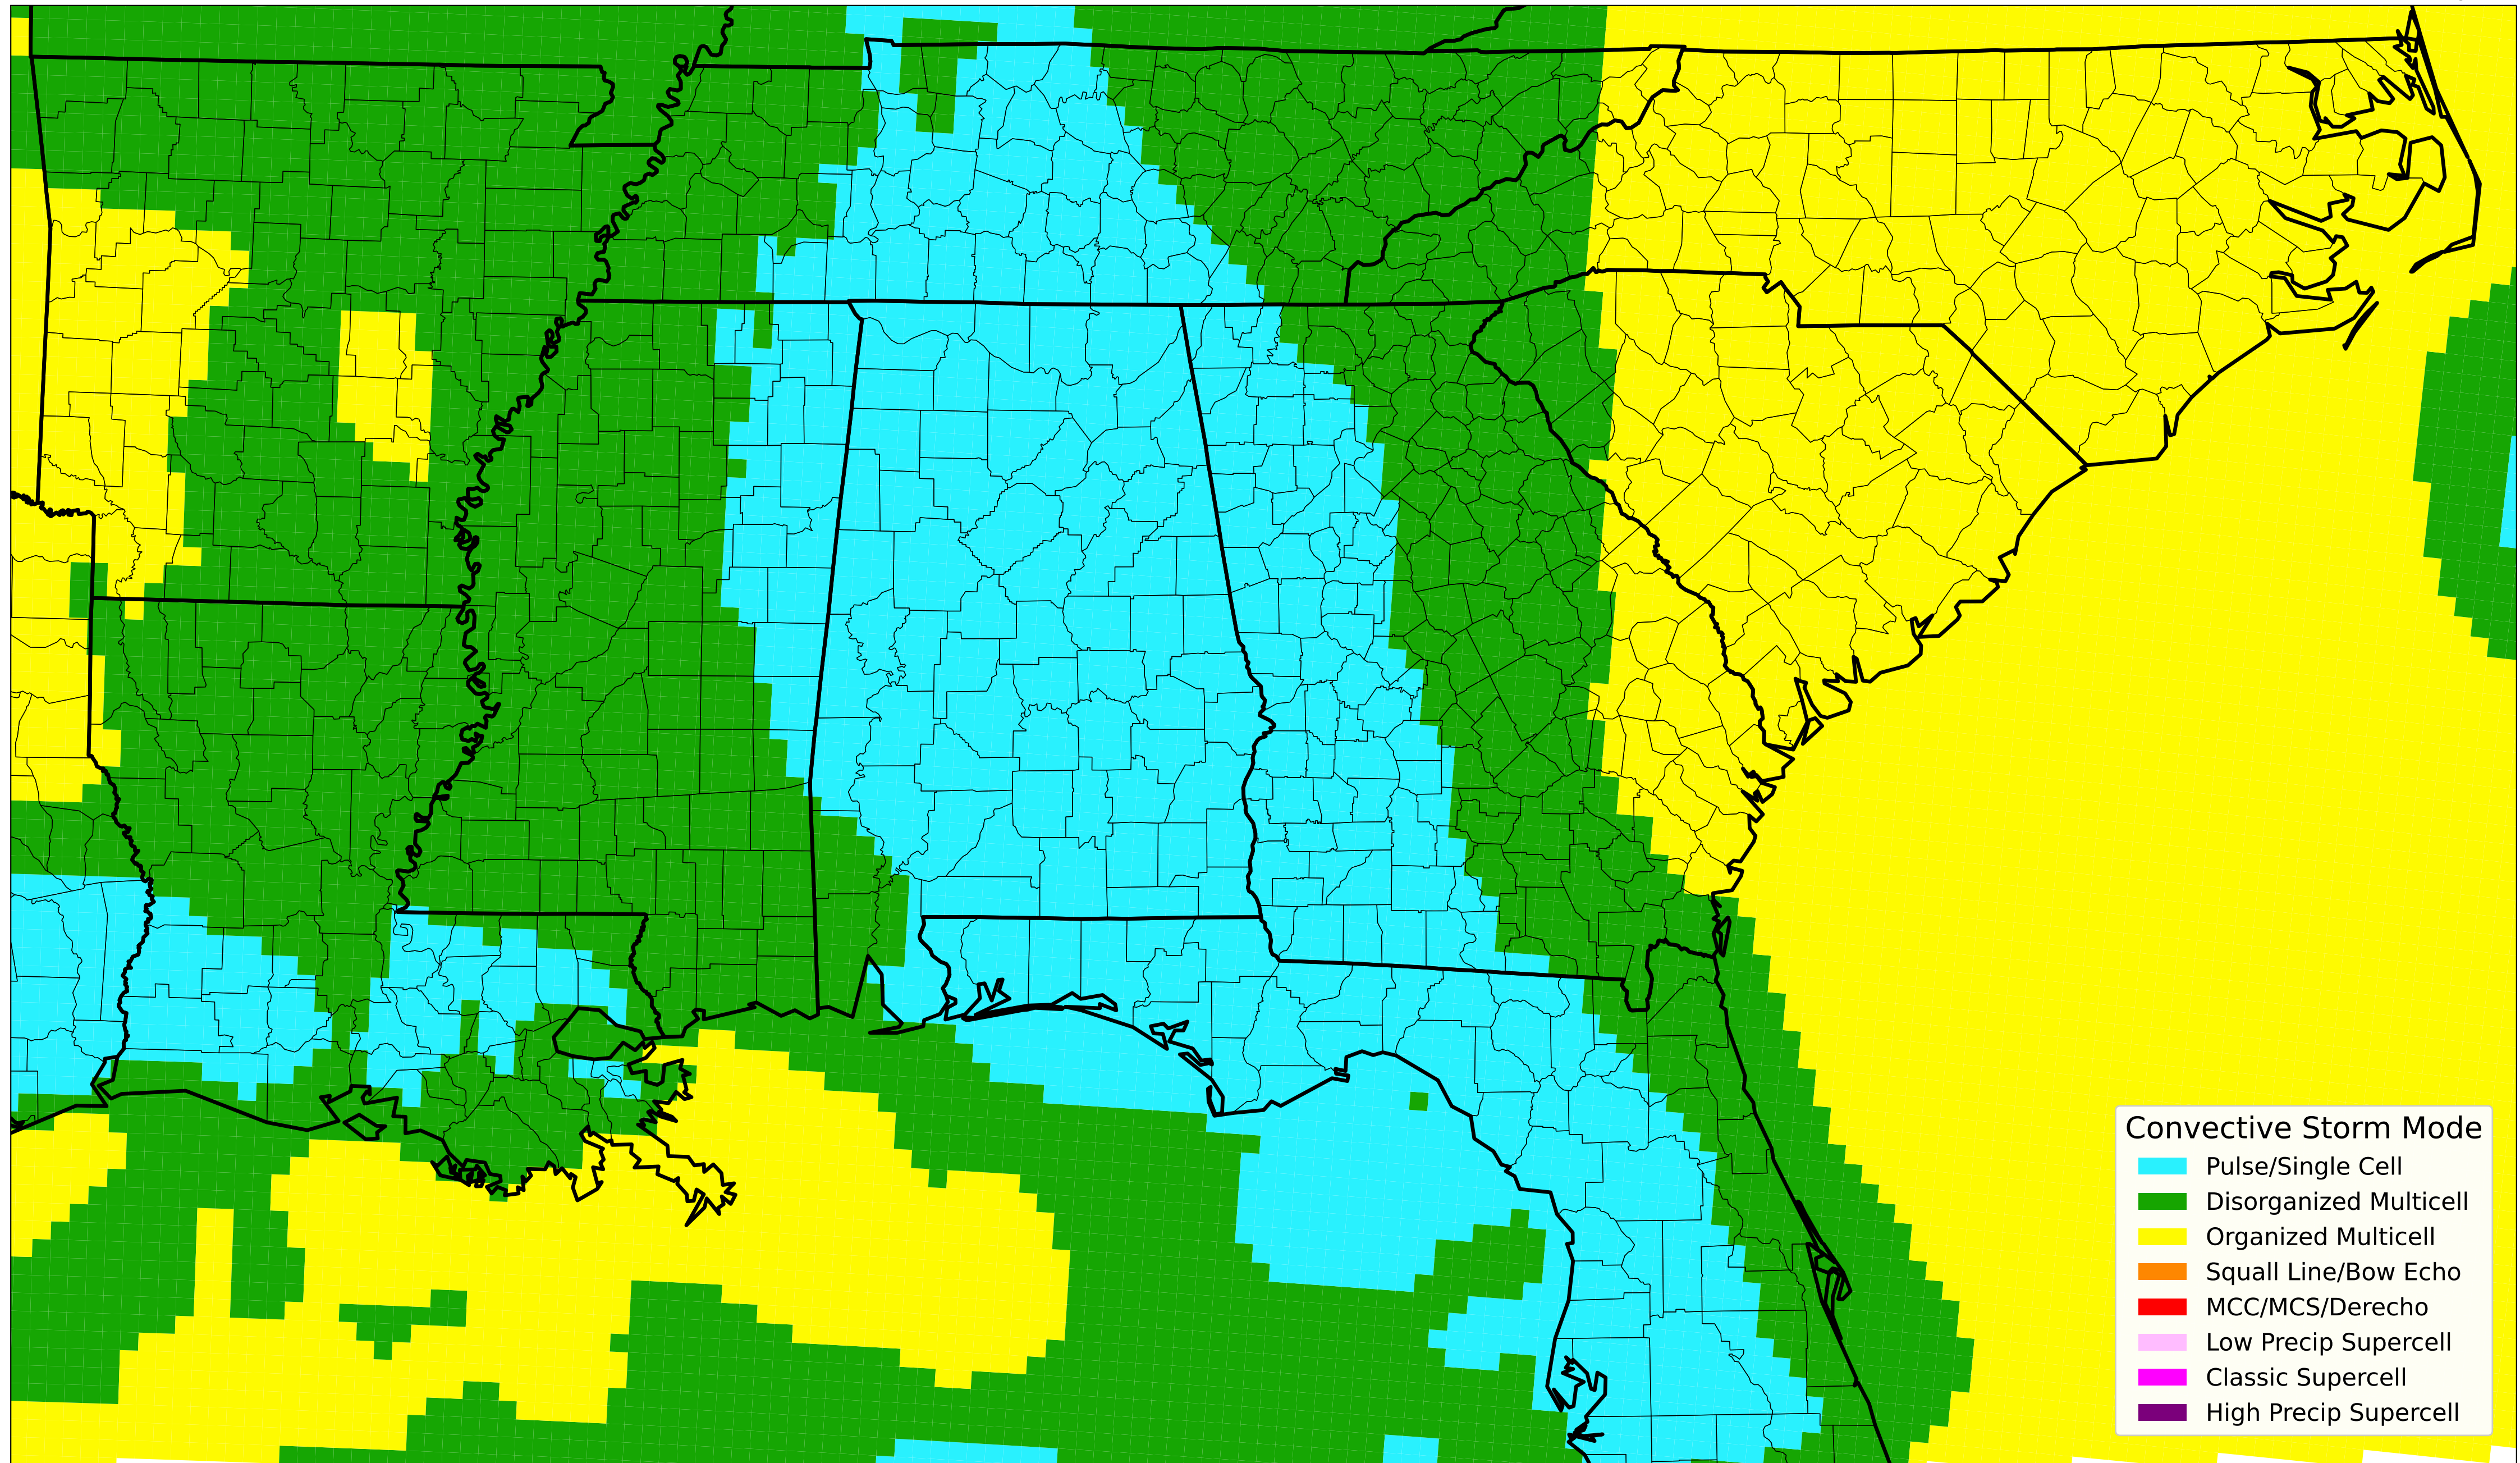 Convective Storm Mode
Pulse/Single Cell
Disorganized Multicell
Organized Multicell
Squall Line/Bow Echo
MCC/MCS/Derecho
Low Precip Supercell
Classic Supercell
High Precip Supercell